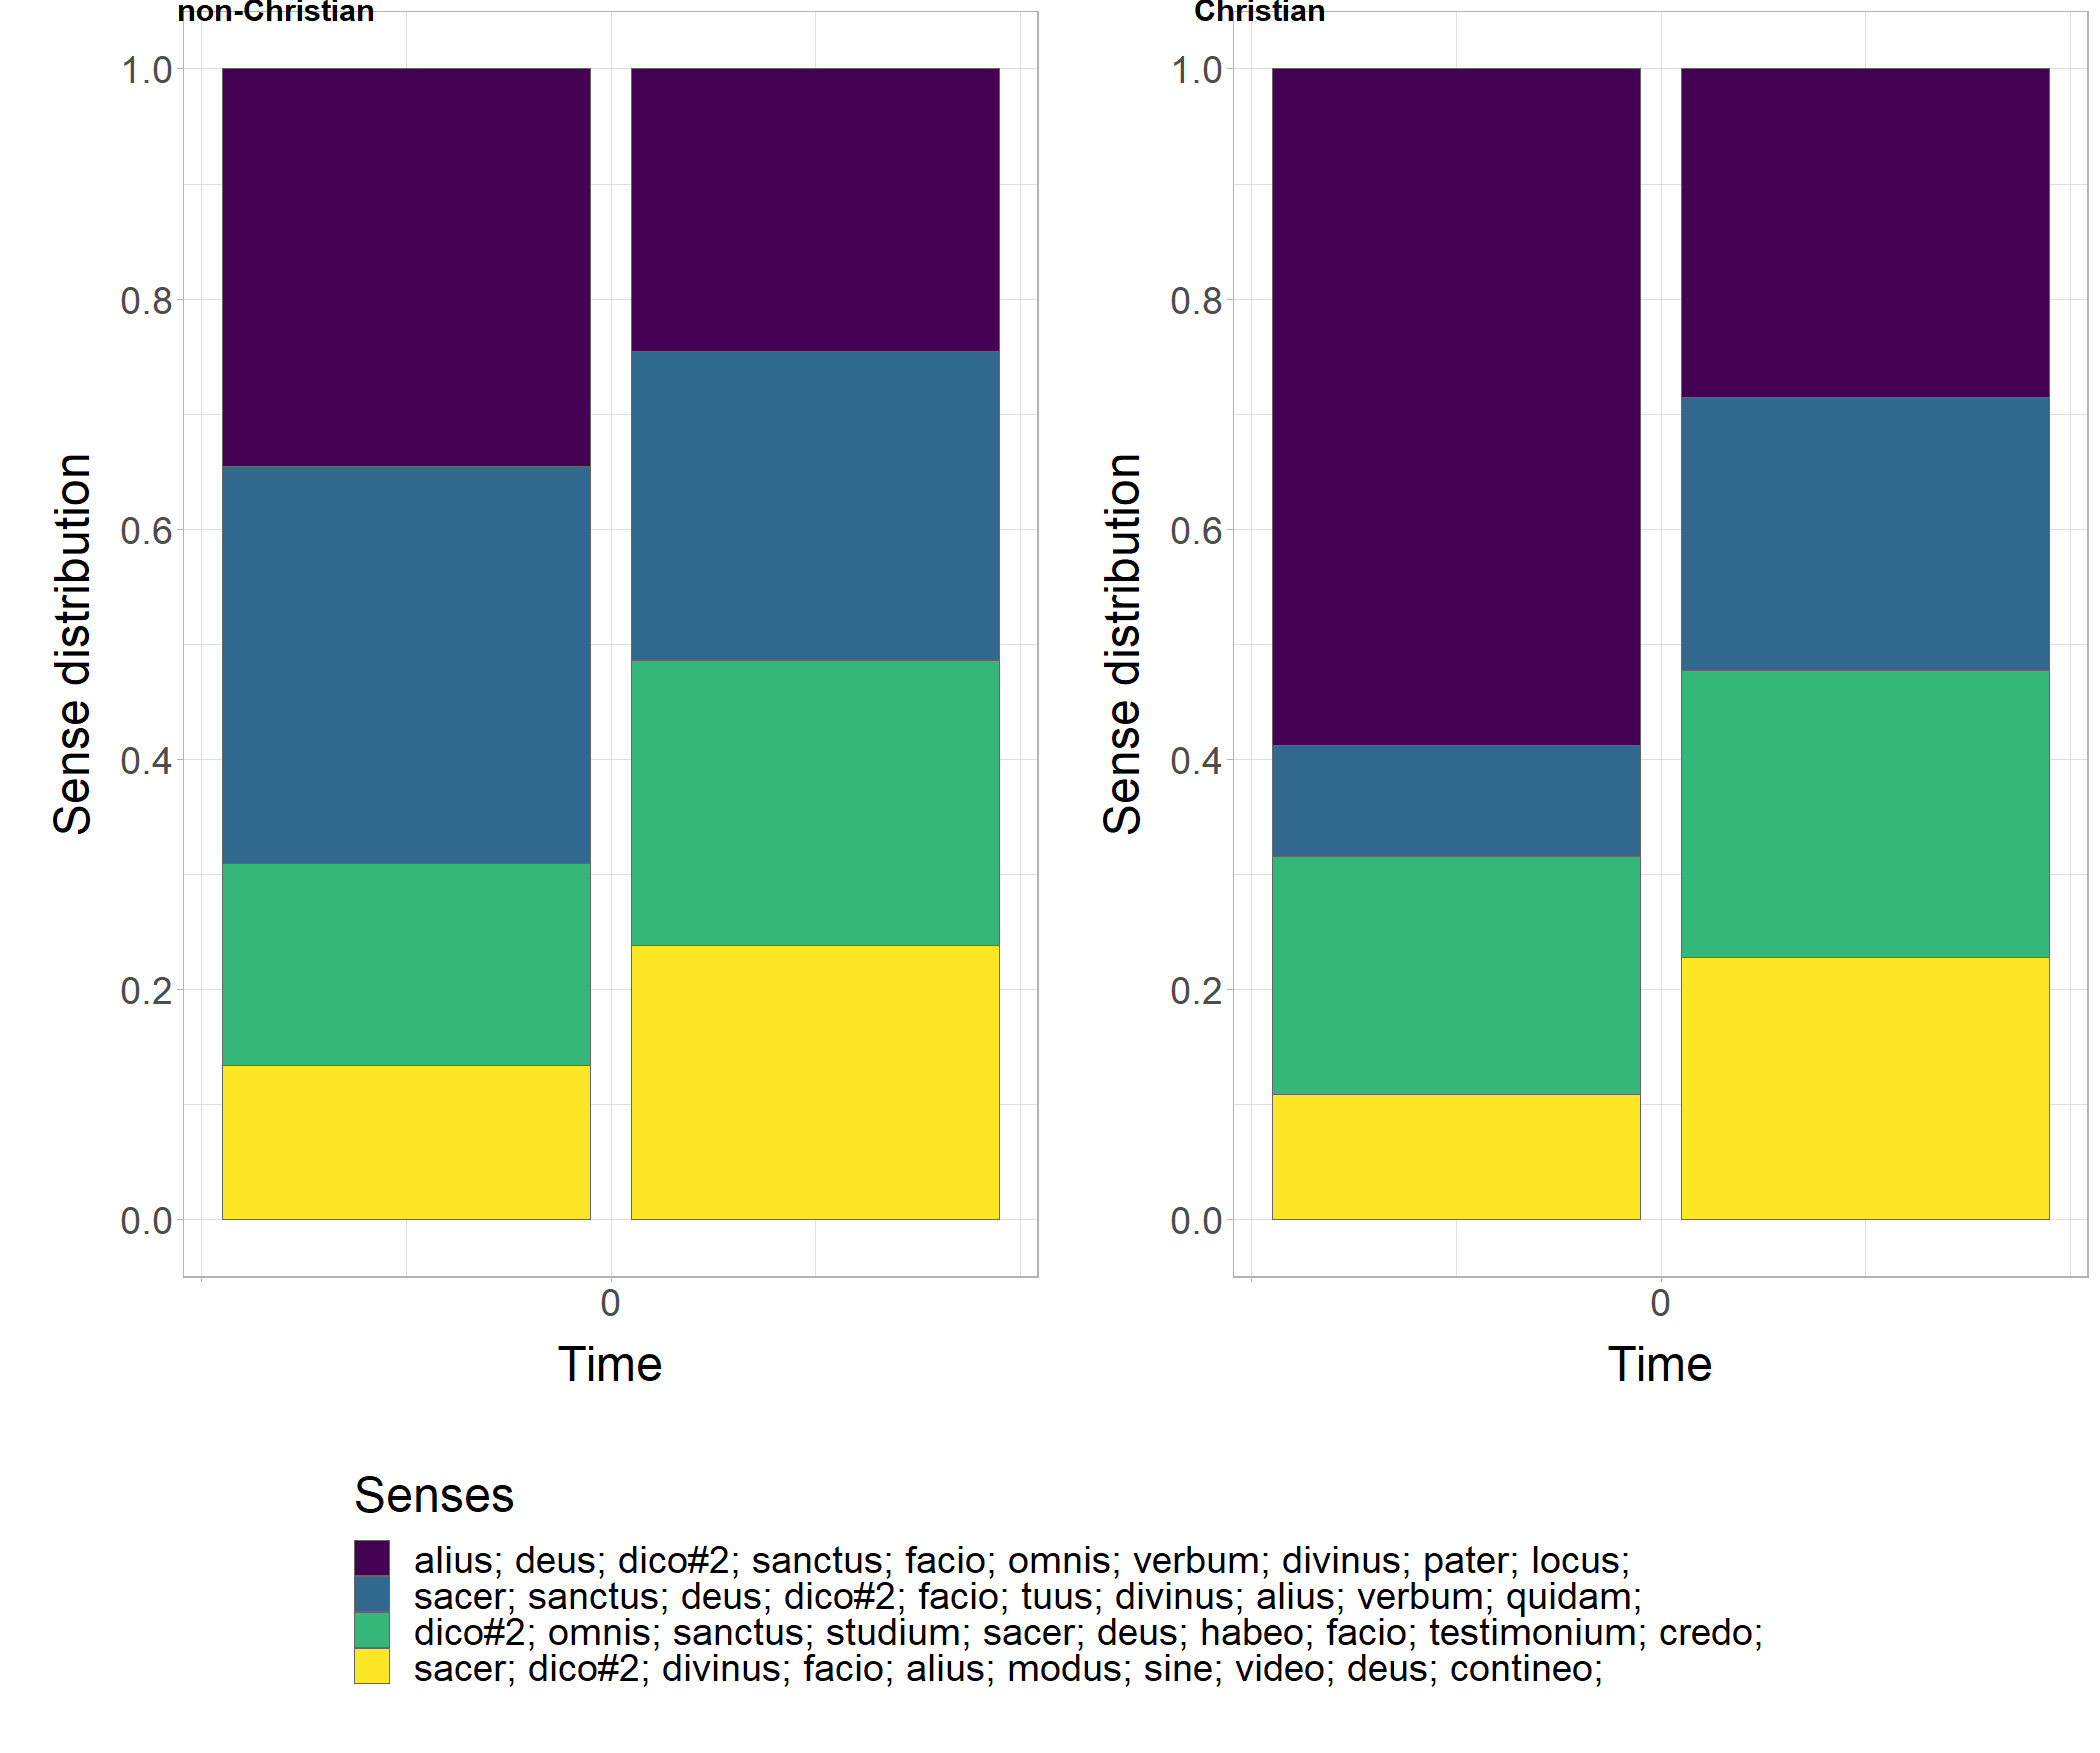 non-Christian
1.0
0.8
0.6
0.4
0.2
0.0
Sense distribution
0
Time
Christian
1.0
0.8
0.6
0.4
0.2
0.0
Sense distribution
0
Time
Senses
alius; deus; dico#2; sanctus; facio; omnis; verbum; divinus; pater; locus;
sacer; sanctus; deus; dico#2; facio; tuus; divinus; alius; verbum; quidam;
dico#2; omnis; sanctus; studium; sacer; deus; habeo; facio; testimonium; credo;
sacer; dico#2; divinus; facio; alius; modus; sine; video; deus; contineo;